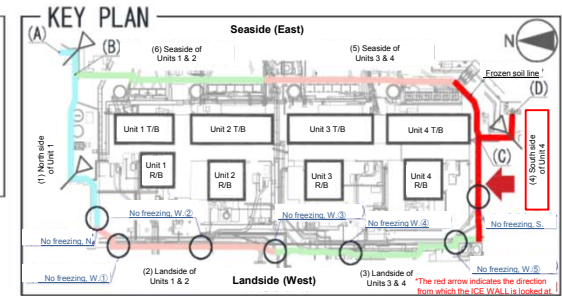 KEY PLAN
Seaside (East)
N
(A)
(B)
(6) Seaside of
Units 1 & 2
(5) Seaside of
Units 3 & 4
Frozen soil line
(D)
Unit 1 T/B
Unit 2 T/B
Unit 3 T/B
Unit 4 T/B
(1) North side
of Unit 1
Unit 1
R/B
Unit 2
R/B
Unit 3
R/B
Unit 4
R/B
(C)
(4) South side
of Unit 4
No freezing, W.②
No freezing, W.③
No freezing, W.④
No freezing, S.
No freezing, N.
No freezing, W.①
(2) Landside of
Units 1 & 2
Landside (West)
(3) Landside of
Units 3 & 4
No freezing, W.⑤
*The red arrow indicates the direction
from which the ICE WALL is looked at